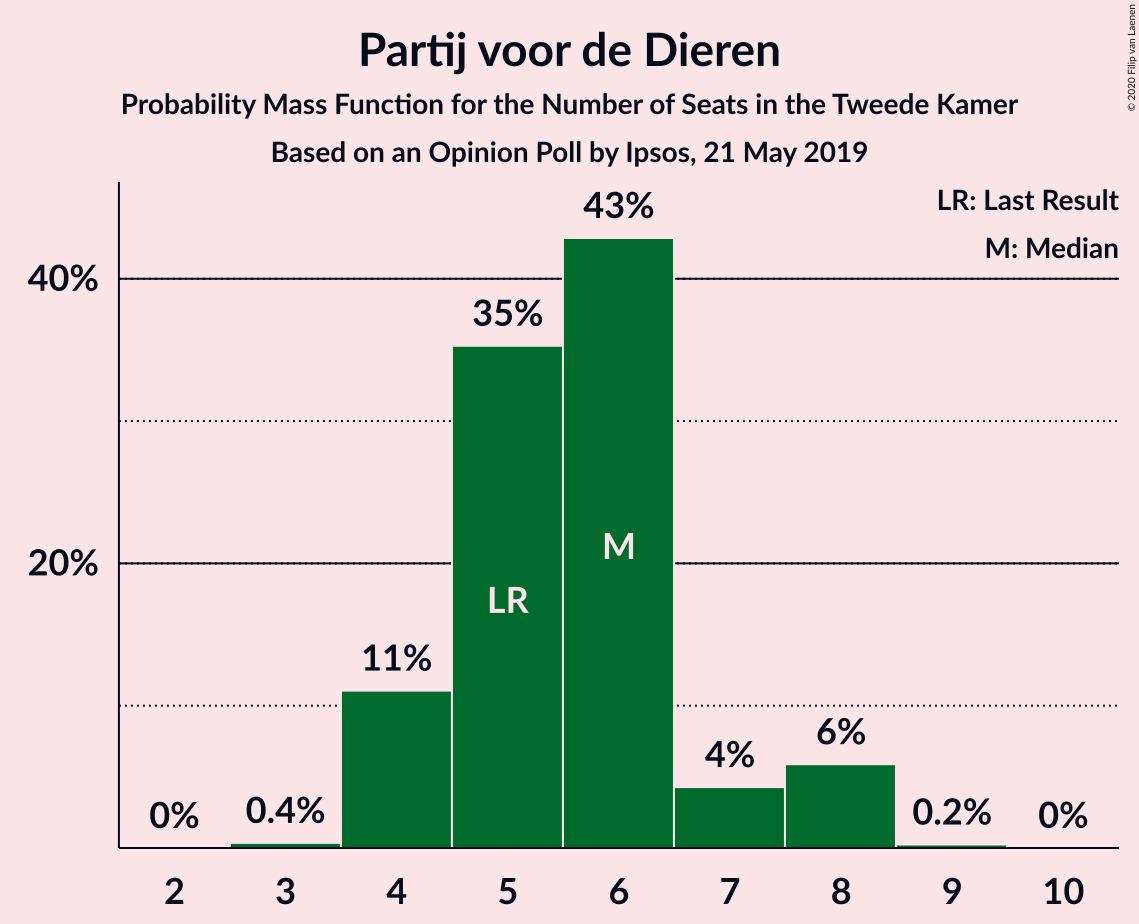 Partij voor de Dieren
Probability Mass Function for the Number of Seats in the Tweede Kamer
Based on an Opinion Poll by Ipsos, 21 May 2019
© 2020 Filip van Laenen
LR: Last Result
M: Median
40%
20%
0%
0.4%
11%
35%
43%
4%
6%
0.2%
0%
LR
M
2
3
4
5
6
7
8
9
10